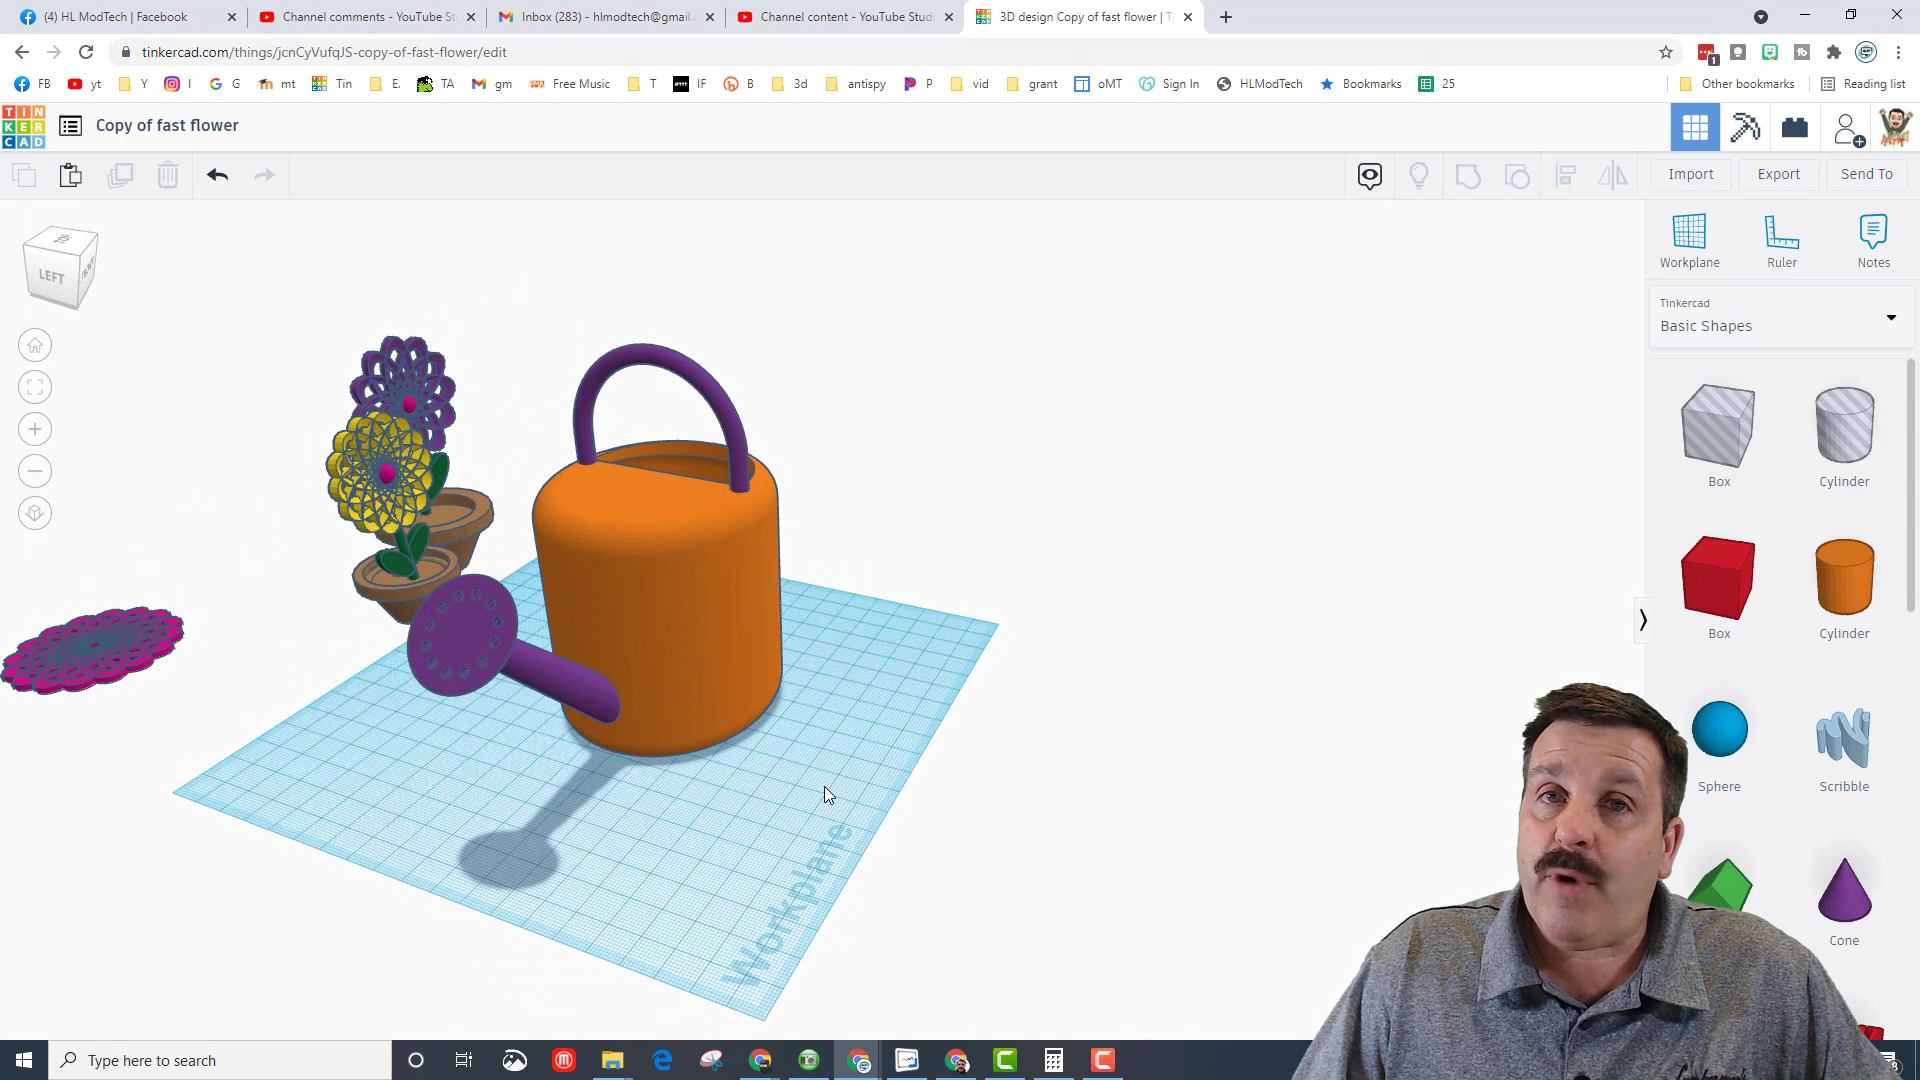 (4) HL ModTech | Facebook
Channel comments - YouTube St
Inbox (283) - hlmodtech@gmail.
Channel content - YouTube Studi
3D design Copy of fast flower | T
tinkercad.com/things/jcnCyVufqJS-copy-of-fast-flower/edit
1
FB
yt
Y
I
G
mt
Tin
E.
TA
gm
Free Music
T
IF
B
3d
antispy
P
vid
grant
oMT
Sign In
HLModTech
Bookmarks
25
Other bookmarks
Reading list
TIN
KER
CAD
Copy of fast flower
Import
Export
Send To
TOP
LEFT
Workplane
Ruler
Notes
Tinkercad
Basic Shapes
Box
Cylinder
Box
Cylinder
Sphere
Scribble
Cone
Workplane
Type here to search